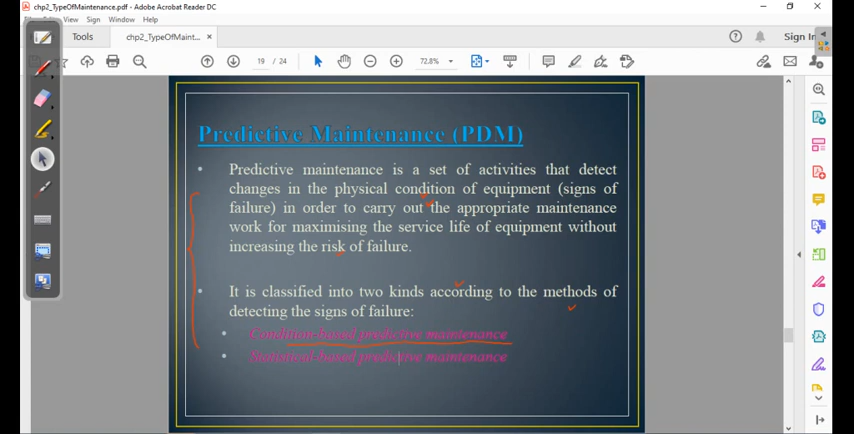 chp2_TypeOfMaint....pdf - Adobe Acrobat Reader DC
File Edit View Sign Window Help
Tools chp2_TypeOfMaint... × Sign In
19 / 24 72.8%
Predictive Maintenance (PDM)
• Predictive maintenance is a set of activities that detect
changes in the physical condition of equipment (signs of
failure) in order to carry out the appropriate maintenance
work for maximising the service life of equipment without
increasing the risk of failure.
• It is classified into two kinds according to the methods of
detecting the signs of failure:
• Condition-based predictive maintenance
• Statistical-based predictive maintenance